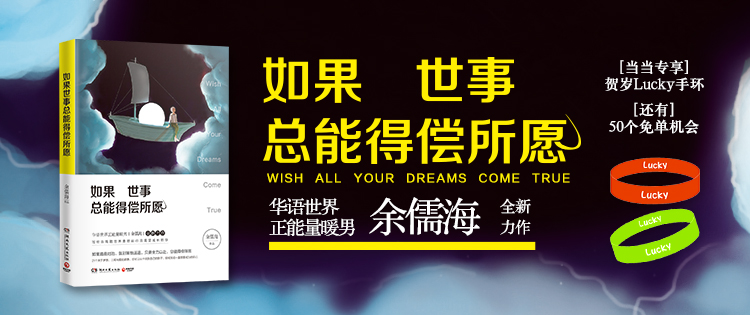 如果世事总能得偿所愿
余儒海
Wish
All
Your
Dreams
Come
True
如果 世事
总能得偿所愿
余儒海
如果 世事
总能得偿所愿
WISH ALL YOUR DREAMS COME TRUE
华语世界
正能量暖男
余儒海
全新
力作
[当当专享]
贺岁Lucky手环
[还有]
50个免单机会
Lucky
Lucky
Lucky
Lucky